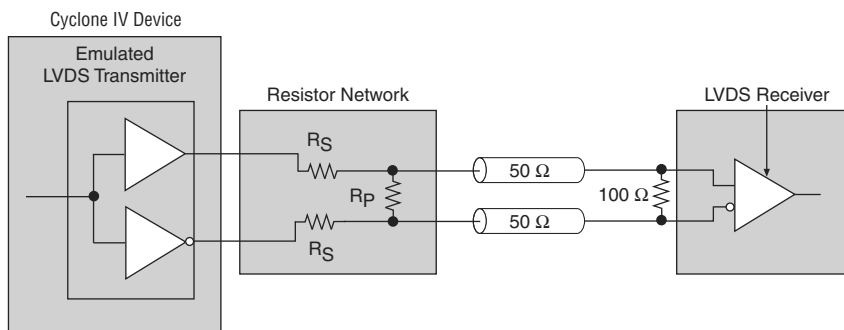 Cyclone IV Device
Emulated
LVDS Transmitter
Resistor Network
LVDS Receiver
RS
50 Ω
RP
100 Ω
50 Ω
RS